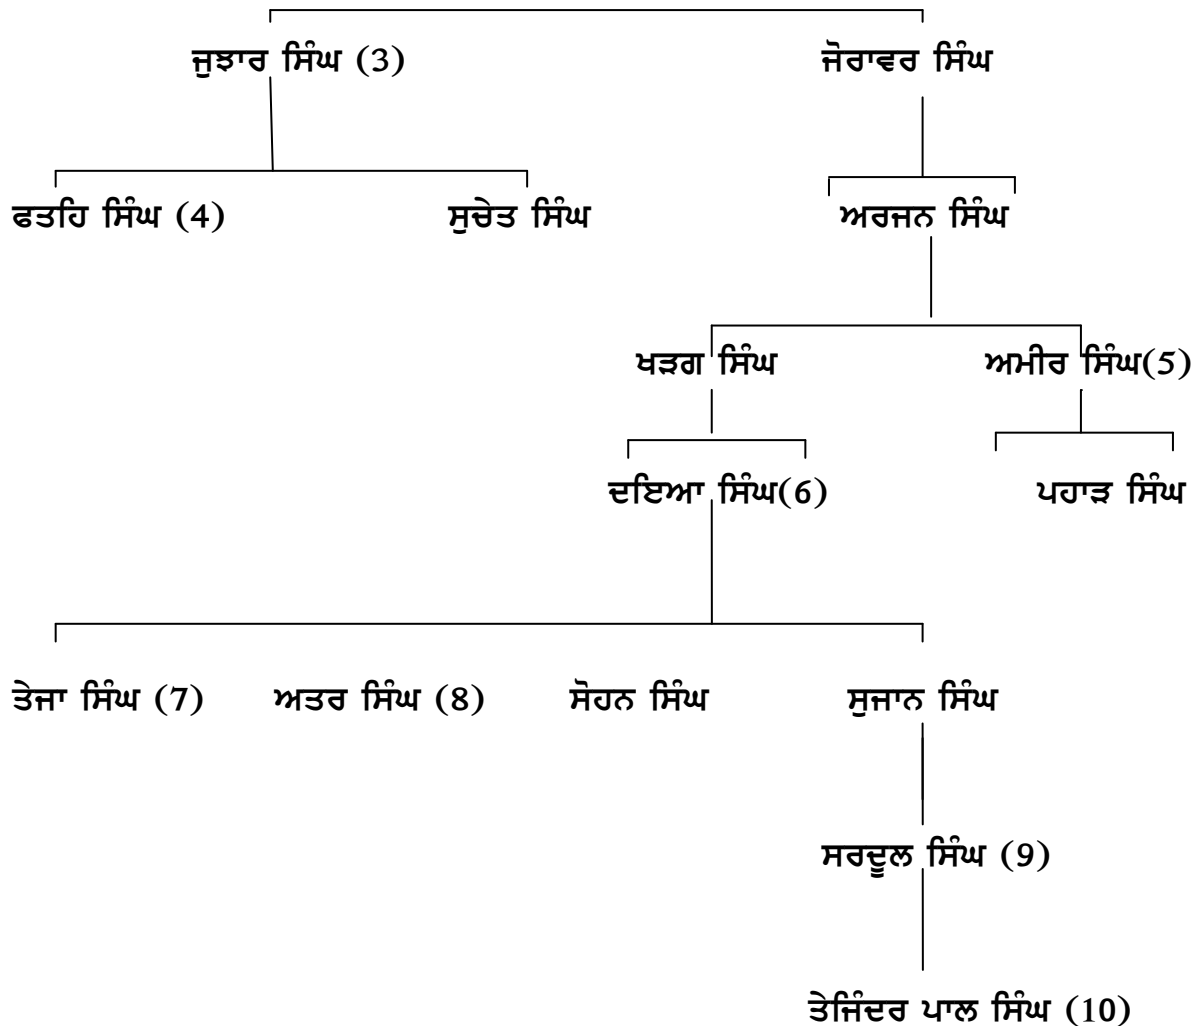 ਜੁਝਾਰ ਸਿੰਘ (3) ਜੋਰਾਵਰ ਸਿੰਘ
ਫਤਹਿ ਸਿੰਘ (4) ਸੁਚੇਤ ਸਿੰਘ ਅਰਜਨ ਸਿੰਘ
ਖੜਗ ਸਿੰਘ ਅਮੀਰ ਸਿੰਘ(5)
ਦਇਆ ਸਿੰਘ(6) ਪਹਾੜ ਸਿੰਘ
ਤੇਜਾ ਸਿੰਘ (7) ਅਤਰ ਸਿੰਘ (8) ਸੋਹਨ ਸਿੰਘ ਸੁਜਾਨ ਸਿੰਘ
ਸਰਦੂਲ ਸਿੰਘ (9)
ਤੇਜਿੰਦਰ ਪਾਲ ਸਿੰਘ (10)